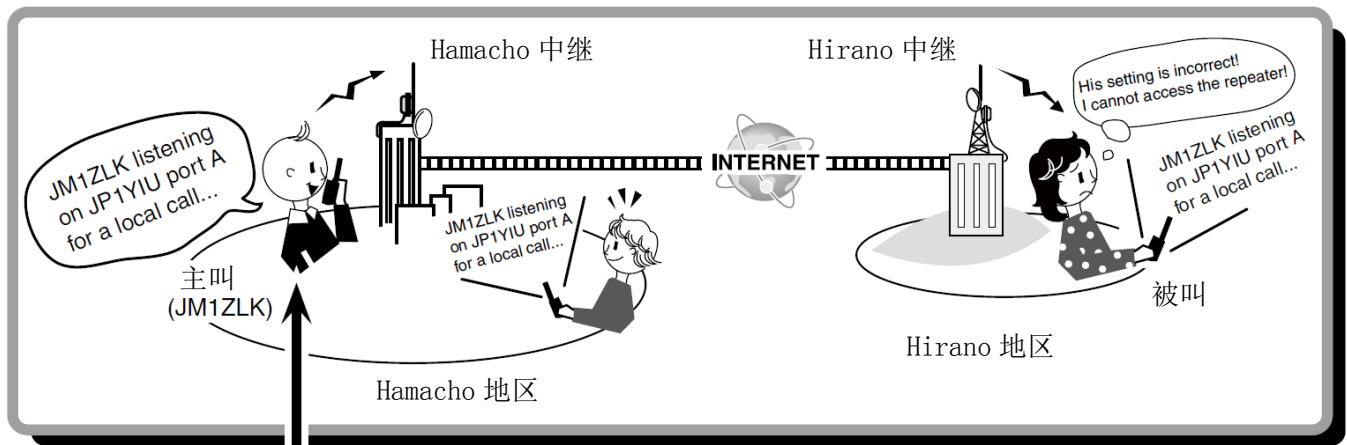 Hamacho 中继
Hirano 中继
His setting is incorrect!
I cannot access the repeater!
JM1ZLK listening
on JP1YIU port A
for a local call...
INTERNET
JM1ZLK listening
on JP1YIU port A
for a local call...
JM1ZLK listening
on JP1YIU port A
for a local call...
主叫
(JM1ZLK)
被叫
Hirano 地区
Hamacho 地区